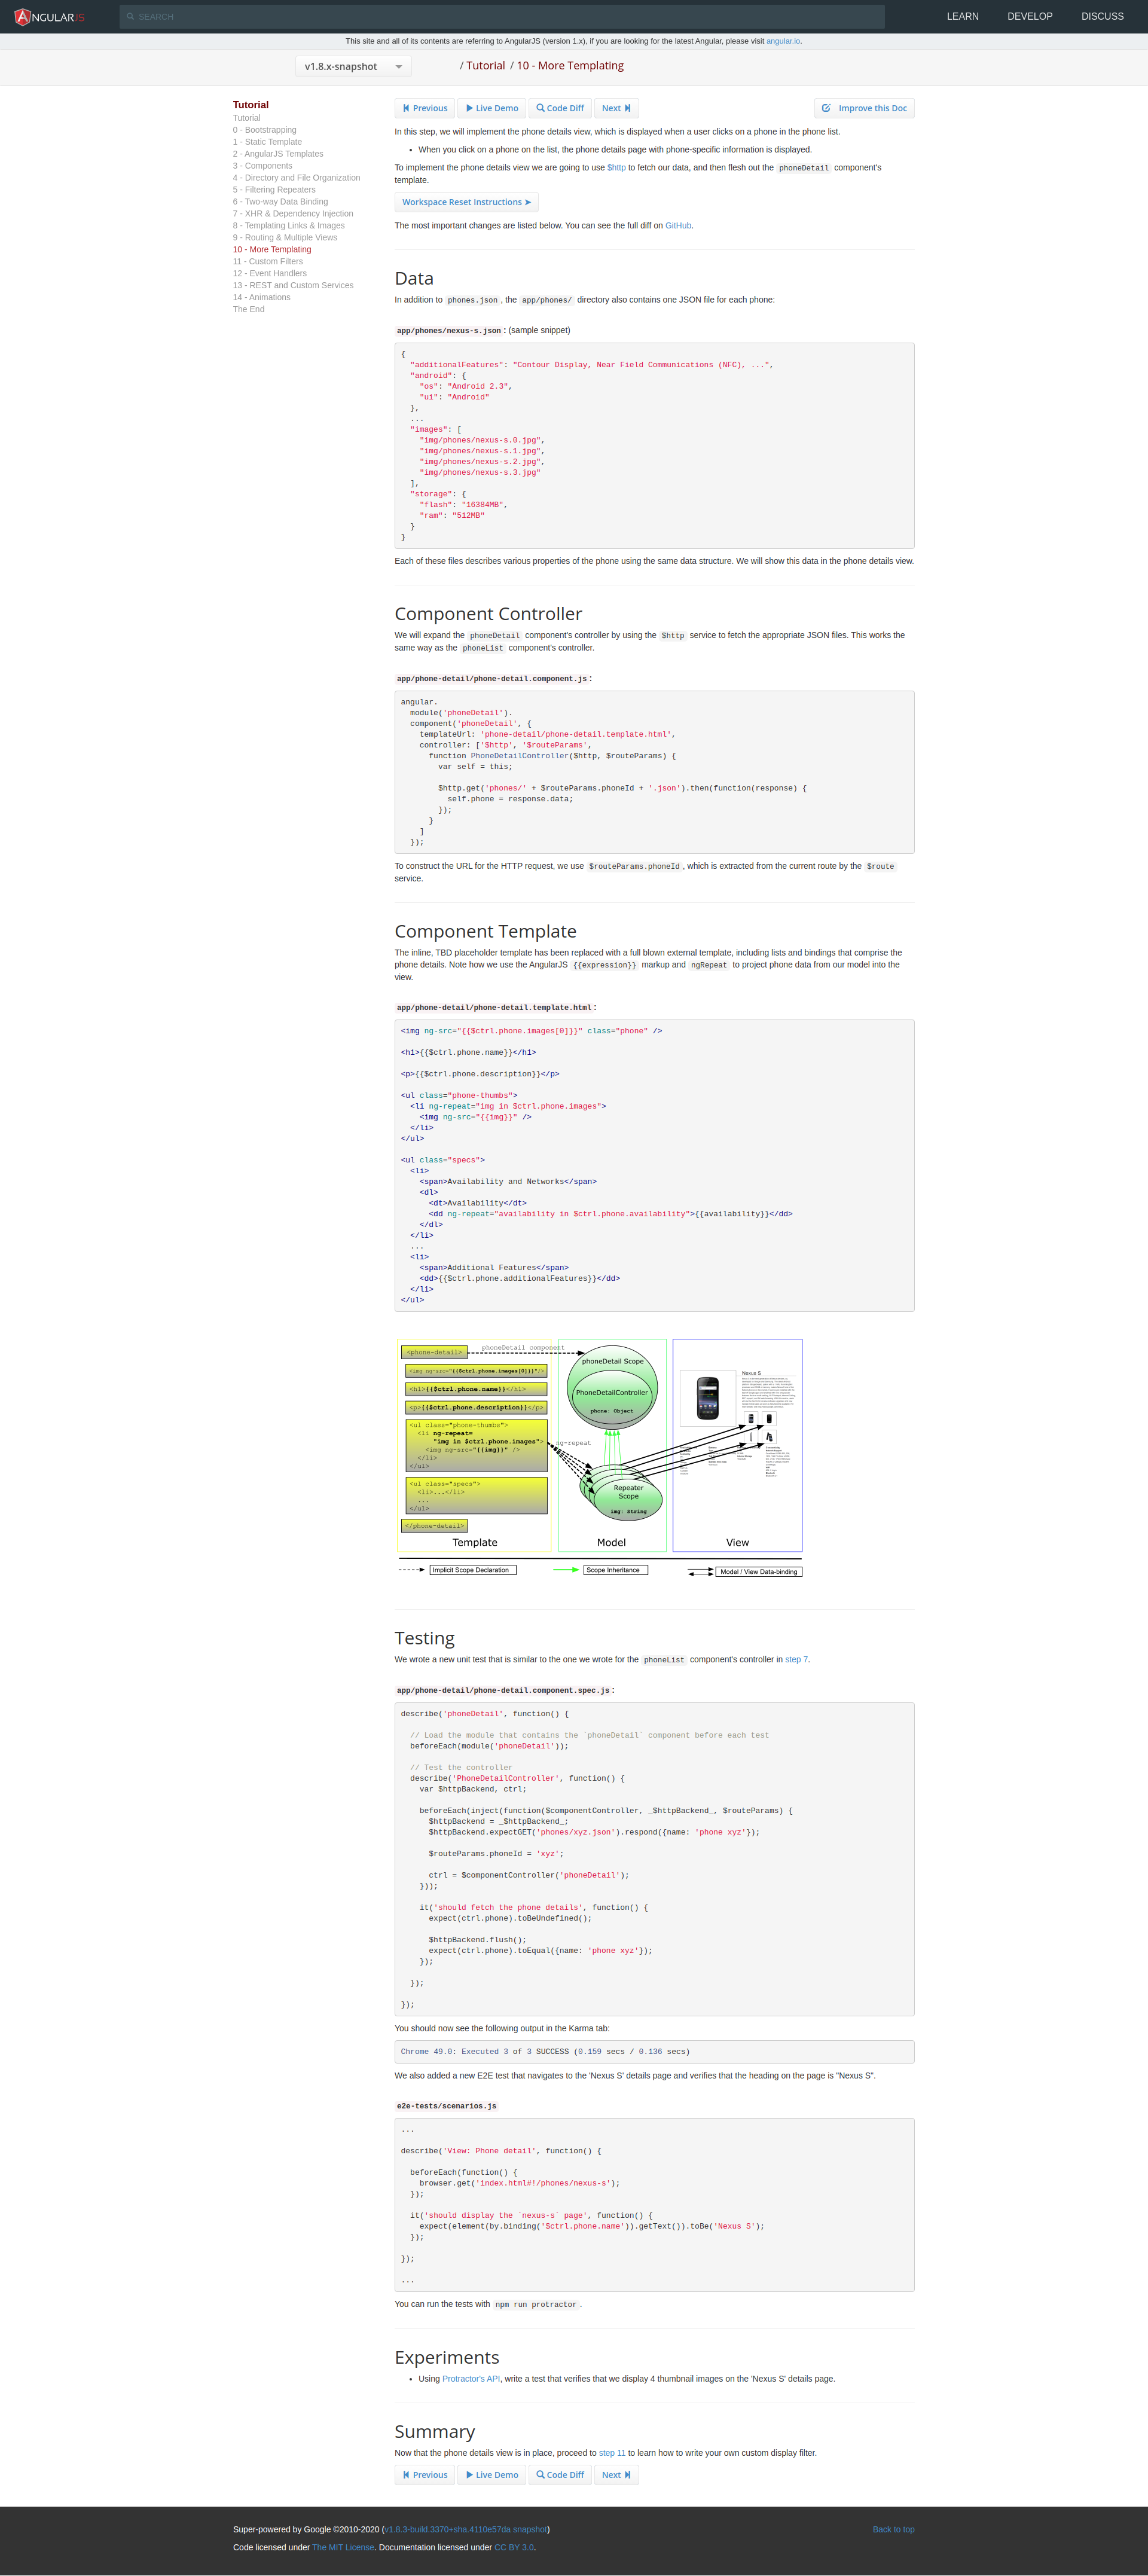 ANGULARJS
SEARCH
LEARN DEVELOP DISCUSS
This site and all of its contents are referring to AngularJS (version 1.x), if you are looking for the latest Angular, please visit angular.io.
v1.8.x-snapshot
/ Tutorial / 10 - More Templating
Tutorial
Tutorial
0 - Bootstrapping
1 - Static Template
2 - AngularJS Templates
3 - Components
4 - Directory and File Organization
5 - Filtering Repeaters
6 - Two-way Data Binding
7 - XHR & Dependency Injection
8 - Templating Links & Images
9 - Routing & Multiple Views
10 - More Templating
11 - Custom Filters
12 - Event Handlers
13 - REST and Custom Services
14 - Animations
The End
Previous Live Demo Code Diff Next Improve this Doc
In this step, we will implement the phone details view, which is displayed when a user clicks on a phone in the phone list.
• When you click on a phone on the list, the phone details page with phone-specific information is displayed.
To implement the phone details view we are going to use $http to fetch our data, and then flesh out the phoneDetail component's
template.
Workspace Reset Instructions ➤
The most important changes are listed below. You can see the full diff on GitHub.
Data
In addition to phones.json, the app/phones/ directory also contains one JSON file for each phone:
app/phones/nexus-s.json: (sample snippet)
{
  "additionalFeatures": "Contour Display, Near Field Communications (NFC), ...",
  "android": {
    "os": "Android 2.3",
    "ui": "Android"
  },
  ...
  "images": [
    "img/phones/nexus-s.0.jpg",
    "img/phones/nexus-s.1.jpg",
    "img/phones/nexus-s.2.jpg",
    "img/phones/nexus-s.3.jpg"
  ],
  "storage": {
    "flash": "16384MB",
    "ram": "512MB"
  }
}
Each of these files describes various properties of the phone using the same data structure. We will show this data in the phone details view.
Component Controller
We will expand the phoneDetail component's controller by using the $http service to fetch the appropriate JSON files. This works the
same way as the phoneList component's controller.
app/phone-detail/phone-detail.component.js:
angular.
  module('phoneDetail').
  component('phoneDetail', {
    templateUrl: 'phone-detail/phone-detail.template.html',
    controller: ['$http', '$routeParams',
      function PhoneDetailController($http, $routeParams) {
        var self = this;
        $http.get('phones/' + $routeParams.phoneId + '.json').then(function(response) {
          self.phone = response.data;
        });
      }
    ]
  });
To construct the URL for the HTTP request, we use $routeParams.phoneId, which is extracted from the current route by the $route
service.
Component Template
The inline, TBD placeholder template has been replaced with a full blown external template, including lists and bindings that comprise the
phone details. Note how we use the AngularJS {{expression}} markup and ngRepeat to project phone data from our model into the
view.
app/phone-detail/phone-detail.template.html:
<img ng-src="{{$ctrl.phone.images[0]}}" class="phone" />
<h1>{{$ctrl.phone.name}}</h1>
<p>{{$ctrl.phone.description}}</p>
<ul class="phone-thumbs">
  <li ng-repeat="img in $ctrl.phone.images">
    <img ng-src="{{img}}" />
  </li>
</ul>
<ul class="specs">
  <li>
    <span>Availability and Networks</span>
    <dl>
      <dt>Availability</dt>
      <dd ng-repeat="availability in $ctrl.phone.availability">{{availability}}</dd>
    </dl>
  </li>
  ...
  <li>
    <span>Additional Features</span>
    <dd>{{$ctrl.phone.additionalFeatures}}</dd>
  </li>
</ul>
<phone-detail>
<img ng-src="{{$ctrl.phone.images[0]}}"/>
<h1>{{$ctrl.phone.name}}</h1>
<p>{{$ctrl.phone.description}}</p>
<ul class="phone-thumbs">
<li ng-repeat=
"img in $ctrl.phone.images">
<img ng-src="{{img}}" />
</li>
</ul>
<ul class="specs">
<li>...</li>
...
</ul>
</phone-detail>
Template
phoneDetail component
ng-repeat
phoneDetail Scope
PhoneDetailController
phone: Object
Repeater
Scope
img: String
Model
Nexus S
View
Implicit Scope Declaration Scope Inheritance Model / View Data-binding
Testing
We wrote a new unit test that is similar to the one we wrote for the phoneList component's controller in step 7.
app/phone-detail/phone-detail.component.spec.js:
describe('phoneDetail', function() {
  // Load the module that contains the `phoneDetail` component before each test
  beforeEach(module('phoneDetail'));
  // Test the controller
  describe('PhoneDetailController', function() {
    var $httpBackend, ctrl;
    beforeEach(inject(function($componentController, _$httpBackend_, $routeParams) {
      $httpBackend = _$httpBackend_;
      $httpBackend.expectGET('phones/xyz.json').respond({name: 'phone xyz'});
      $routeParams.phoneId = 'xyz';
      ctrl = $componentController('phoneDetail');
    }));
    it('should fetch the phone details', function() {
      expect(ctrl.phone).toBeUndefined();
      $httpBackend.flush();
      expect(ctrl.phone).toEqual({name: 'phone xyz'});
    });
  });
});
You should now see the following output in the Karma tab:
Chrome 49.0: Executed 3 of 3 SUCCESS (0.159 secs / 0.136 secs)
We also added a new E2E test that navigates to the 'Nexus S' details page and verifies that the heading on the page is "Nexus S".
e2e-tests/scenarios.js
...
describe('View: Phone detail', function() {
  beforeEach(function() {
    browser.get('index.html#!/phones/nexus-s');
  });
  it('should display the `nexus-s` page', function() {
    expect(element(by.binding('$ctrl.phone.name')).getText()).toBe('Nexus S');
  });
});
...
You can run the tests with npm run protractor.
Experiments
• Using Protractor's API, write a test that verifies that we display 4 thumbnail images on the 'Nexus S' details page.
Summary
Now that the phone details view is in place, proceed to step 11 to learn how to write your own custom display filter.
Previous Live Demo Code Diff Next
Super-powered by Google ©2010-2020 (v1.8.3-build.3370+sha.4110e57da snapshot)
Back to top
Code licensed under The MIT License. Documentation licensed under CC BY 3.0.